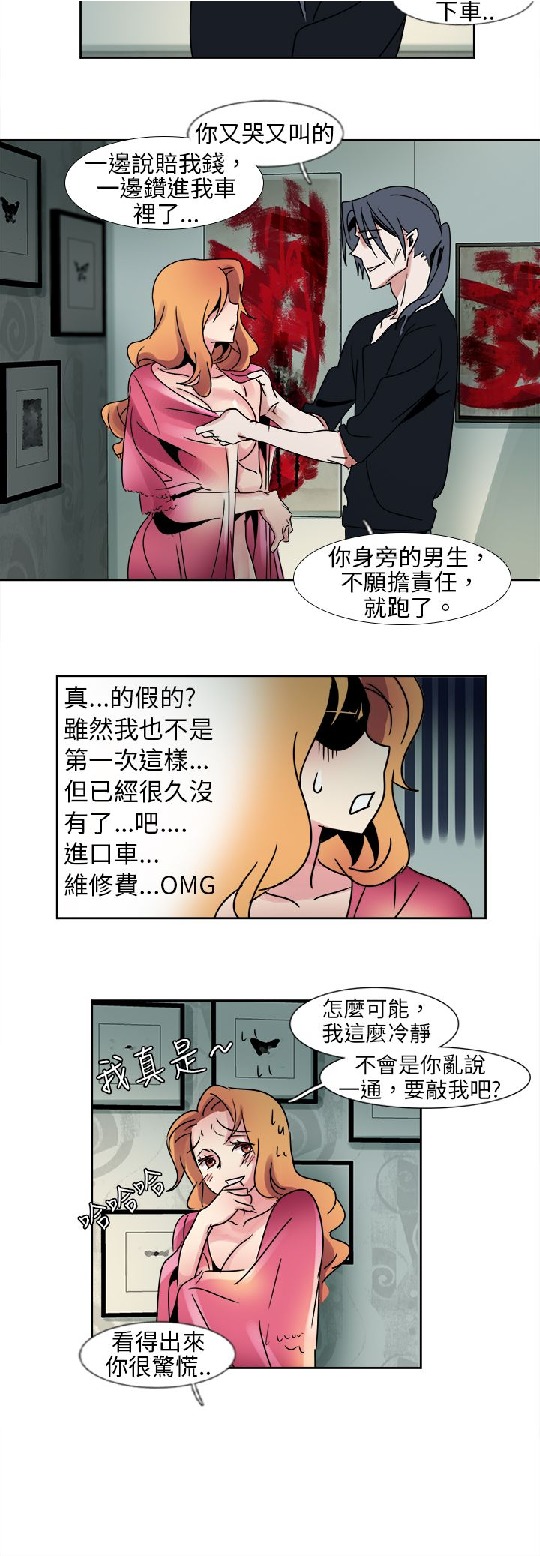 下車..
你又哭又叫的
一邊說賠我錢，
一邊鑽進我車
裡了...
你身旁的男生，
不願擔責任，
就跑了。
真...的假的?
雖然我也不是
第一次這樣...
但已經很久沒
有了...吧....
進口車...
維修費...OMG
怎麼可能，
我這麼冷靜
不會是你亂說
一通，要敲我吧?
我真是~
哈哈哈
看得出來
你很驚慌..